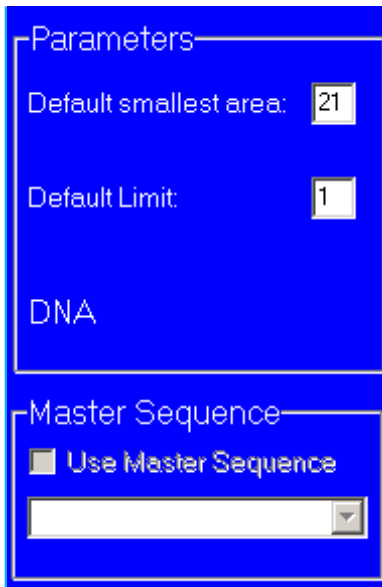 Parameters
Default smallest area: 21
Default Limit: 1
DNA
Master Sequence
Use Master Sequence